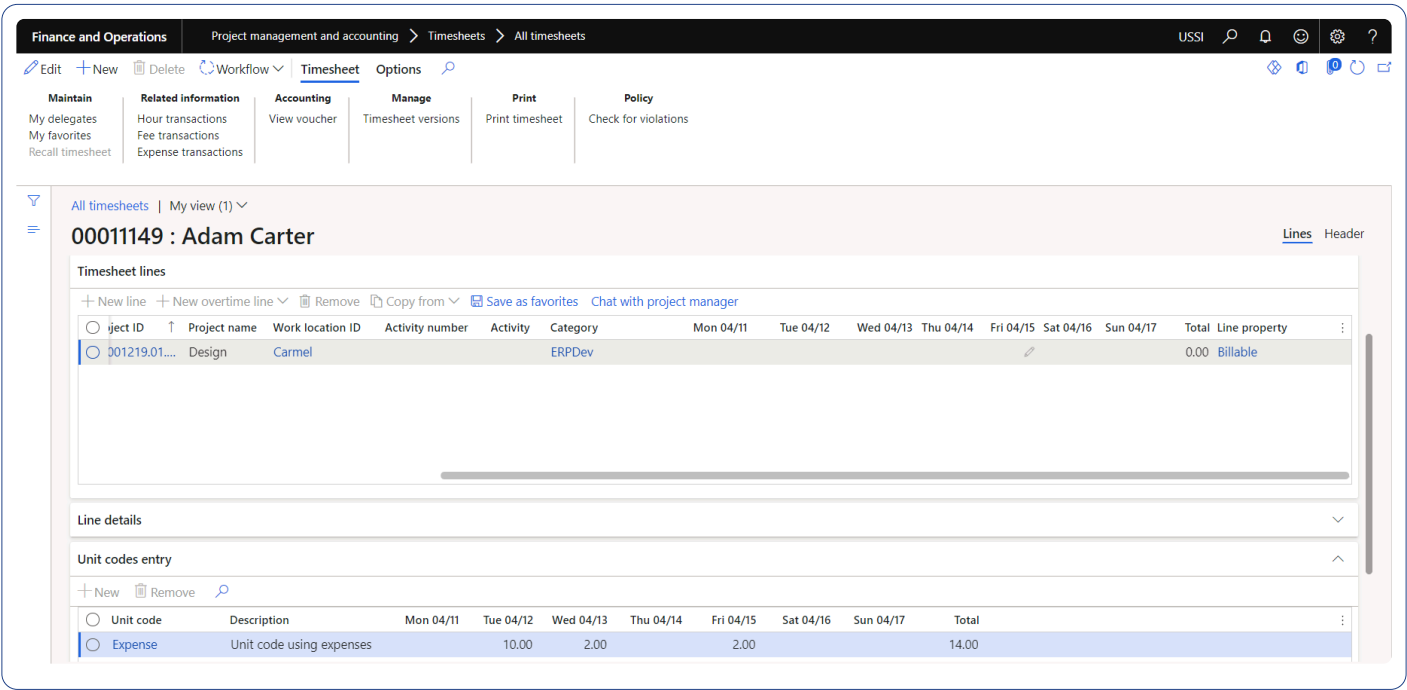 Finance and Operations Project management and accounting Timesheets All timesheets USSI ?
Edit New Delete Workflow Timesheet Options 0
Maintain Related information Accounting Manage Print Policy
My delegates Hour transactions View voucher Timesheet versions Print timesheet Check for violations
My favorites Fee transactions
Recall timesheet Expense transactions
All timesheets | My view (1)
00011149 : Adam Carter Lines Header
Timesheet lines
New line New overtime line Remove Copy from Save as favorites Chat with project manager
ject ID Project name Work location ID Activity number Activity Category Mon 04/11 Tue 04/12 Wed 04/13 Thu 04/14 Fri 04/15 Sat 04/16 Sun 04/17 Total Line property
001219.01.... Design Carmel ERPDev 0.00 Billable
Line details
Unit codes entry
New Remove
Unit code Description Mon 04/11 Tue 04/12 Wed 04/13 Thu 04/14 Fri 04/15 Sat 04/16 Sun 04/17 Total
Expense Unit code using expenses 10.00 2.00 2.00 14.00